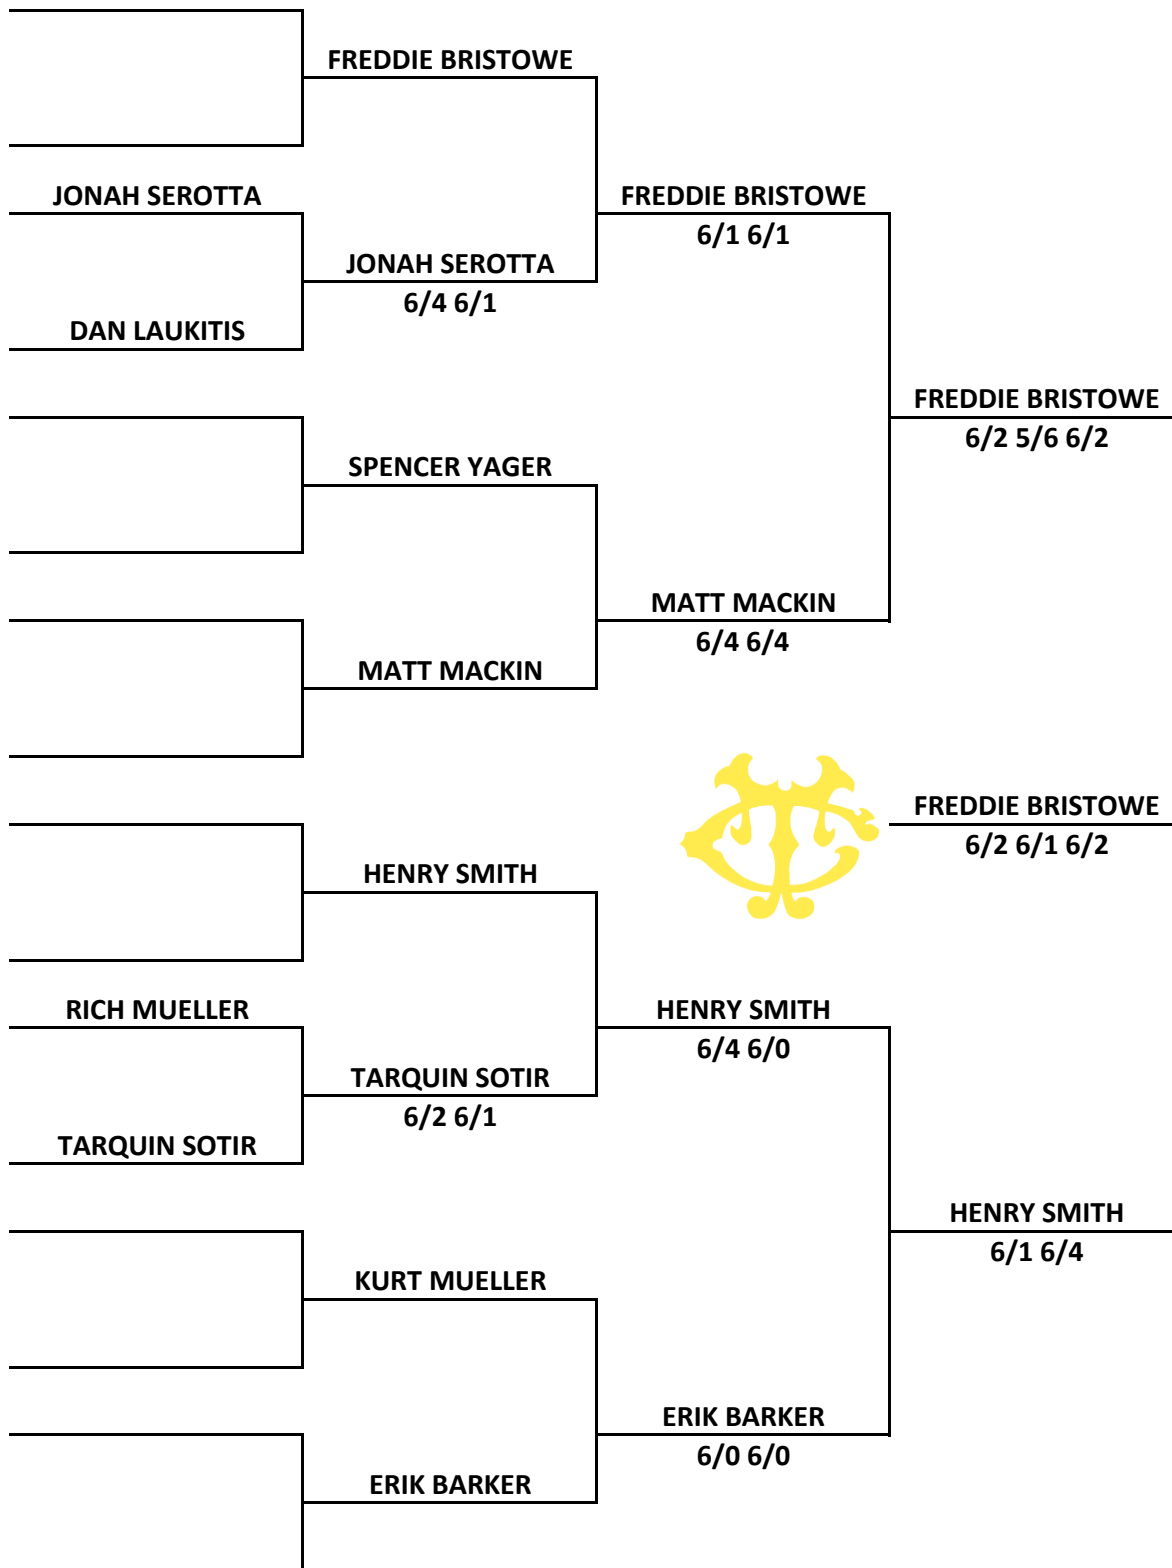 FREDDIE BRISTOWE
JONAH SEROTTA
FREDDIE BRISTOWE
6/1 6/1
JONAH SEROTTA
6/4 6/1
DAN LAUKITIS
FREDDIE BRISTOWE
6/2 5/6 6/2
SPENCER YAGER
MATT MACKIN
6/4 6/4
MATT MACKIN
FREDDIE BRISTOWE
6/2 6/1 6/2
HENRY SMITH
RICH MUELLER
HENRY SMITH
6/4 6/0
TARQUIN SOTIR
6/2 6/1
TARQUIN SOTIR
HENRY SMITH
6/1 6/4
KURT MUELLER
ERIK BARKER
6/0 6/0
ERIK BARKER